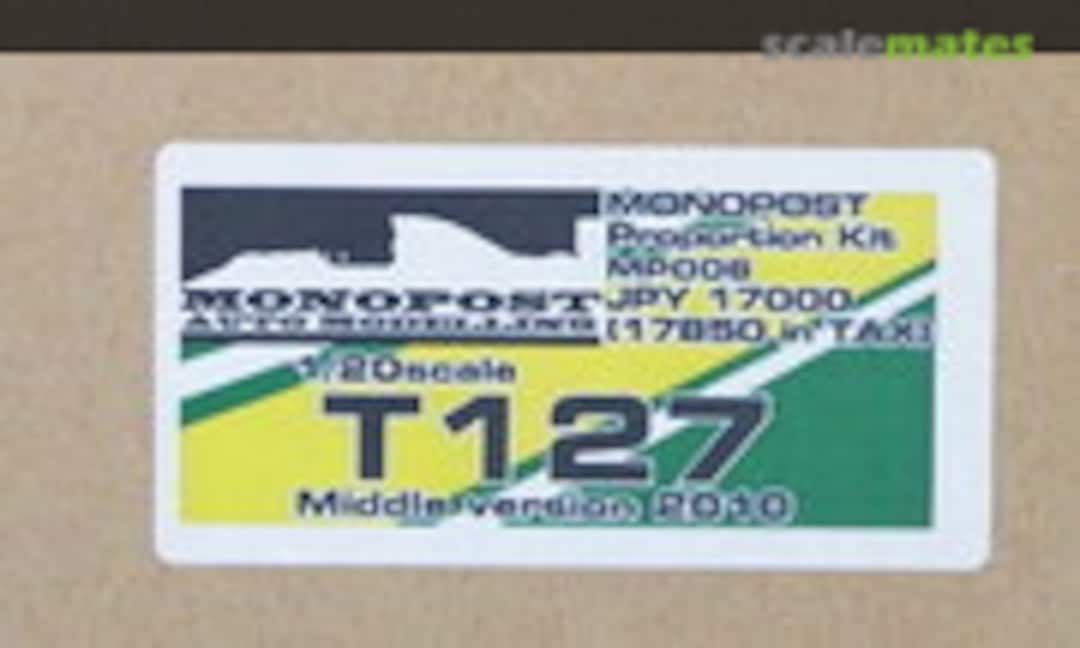 scalemates
MONOPOST
Proportion Kit
MP008
JPY 17000
(17850 in TAX)
MONOPOST
AUTO MODELLING
1/20scale
T127
Middle version 2010